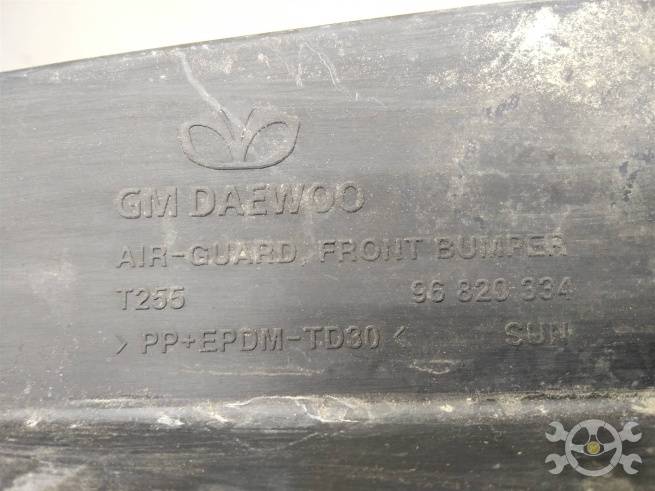 GM DAEWOO
AIR-GUARD, FRONT BUMPER
T255 96 820 334
> PP+EPDM-TD30 < SUN